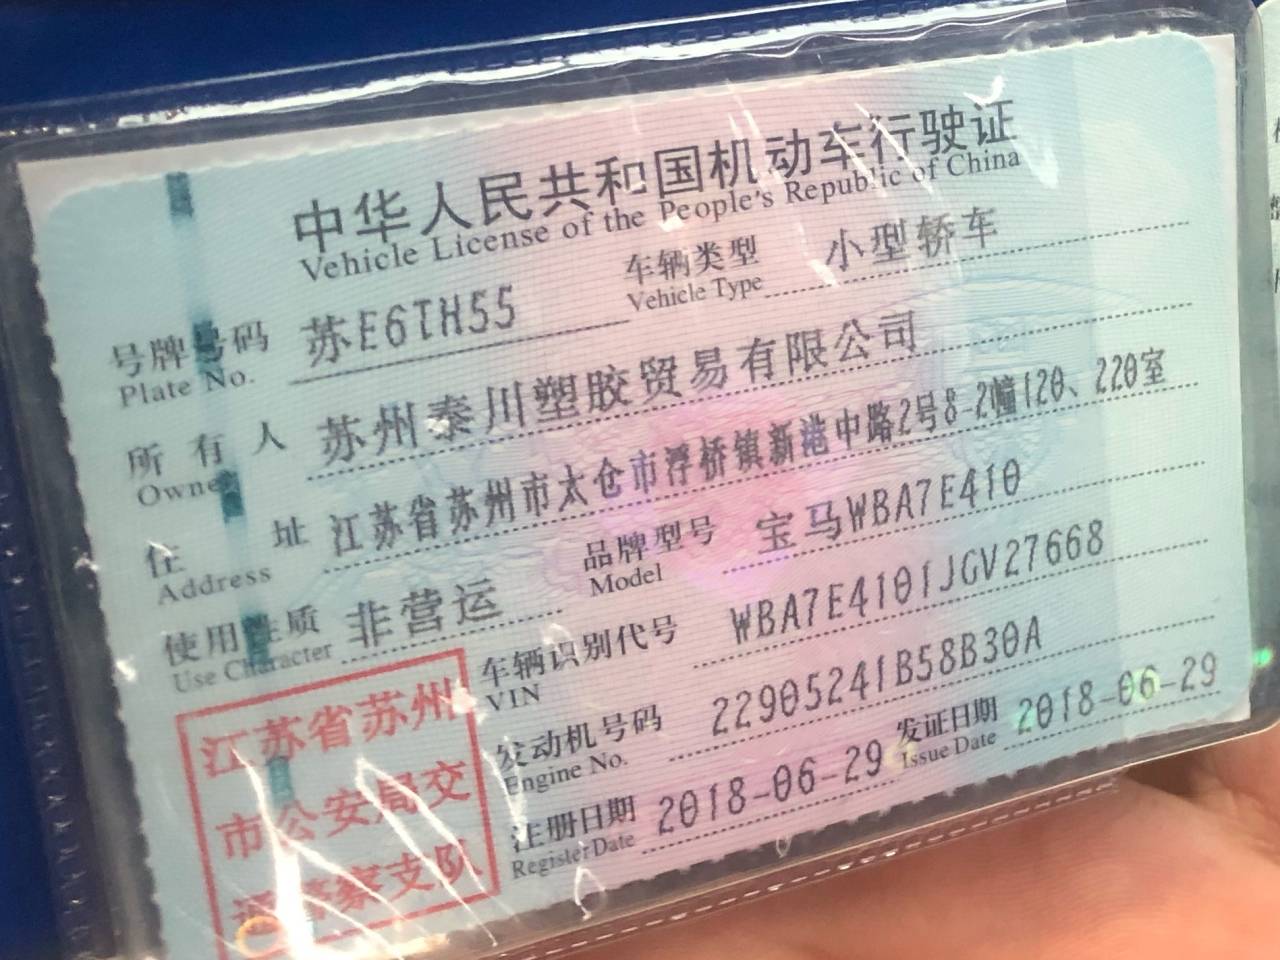 中华人民共和国机动车行驶证
Vehicle License of the People's Republic of China
号牌号码 苏E6TH55 车辆类型 小型轿车
Plate No. Vehicle Type
所有人 苏州泰川塑胶贸易有限公司
Owner
住址 江苏省苏州市太仓市浮桥镇新港中路2号8-2幢120、220室
Address
使用性质 非营运 品牌型号 宝马WBA7E410
Use Character Model
车辆识别代号 WBA7E4101JGV27668
VIN
发动机号码 22905241B58B30A
Engine No.
注册日期 2018-06-29 发证日期 2018-06-29
Register Date Issue Date
江苏省苏州
市公安局交
通警察支队